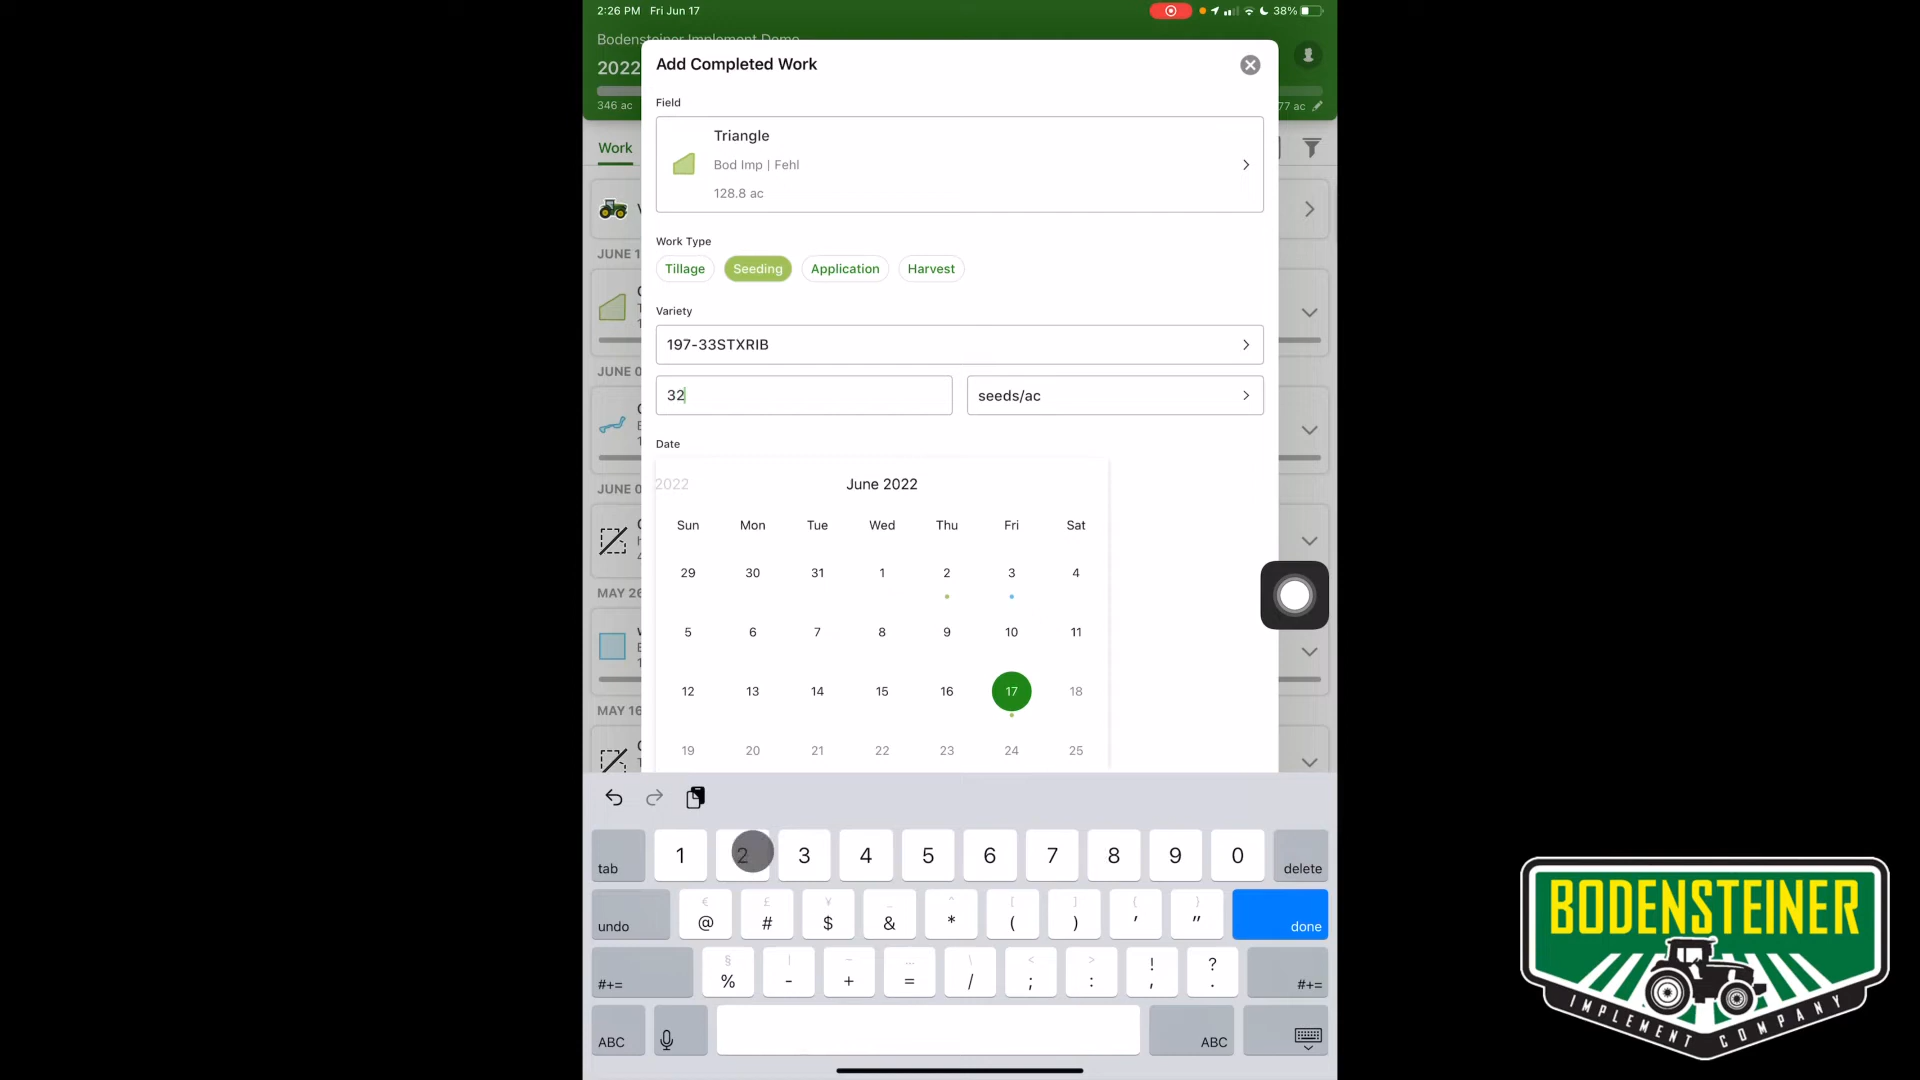 2:26 PM Fri Jun 17
38%
Bodensteiner Implement Demo
2022
346 ac
77 ac
Add Completed Work
Field
Triangle
Bod Imp | Fehl
128.8 ac
Work Type
Tillage Seeding Application Harvest
Variety
197-33STXRIB
32 seeds/ac
Date
2022 June 2022
Sun Mon Tue Wed Thu Fri Sat
29 30 31 1 2 3 4
5 6 7 8 9 10 11
12 13 14 15 16 17 18
19 20 21 22 23 24 25
Work
JUNE 1
JUNE 0
JUNE 0
MAY 26
MAY 16
tab 1 2 3 4 5 6 7 8 9 0 delete
€ £ ¥ _ ^ [ ] { }
undo @ # $ & * ( ) ' " done
§ | ~ … \ < > ! ?
#+= % - + = / ; : , . #+=
ABC ABC
BODENSTEINER
IMPLEMENT COMPANY